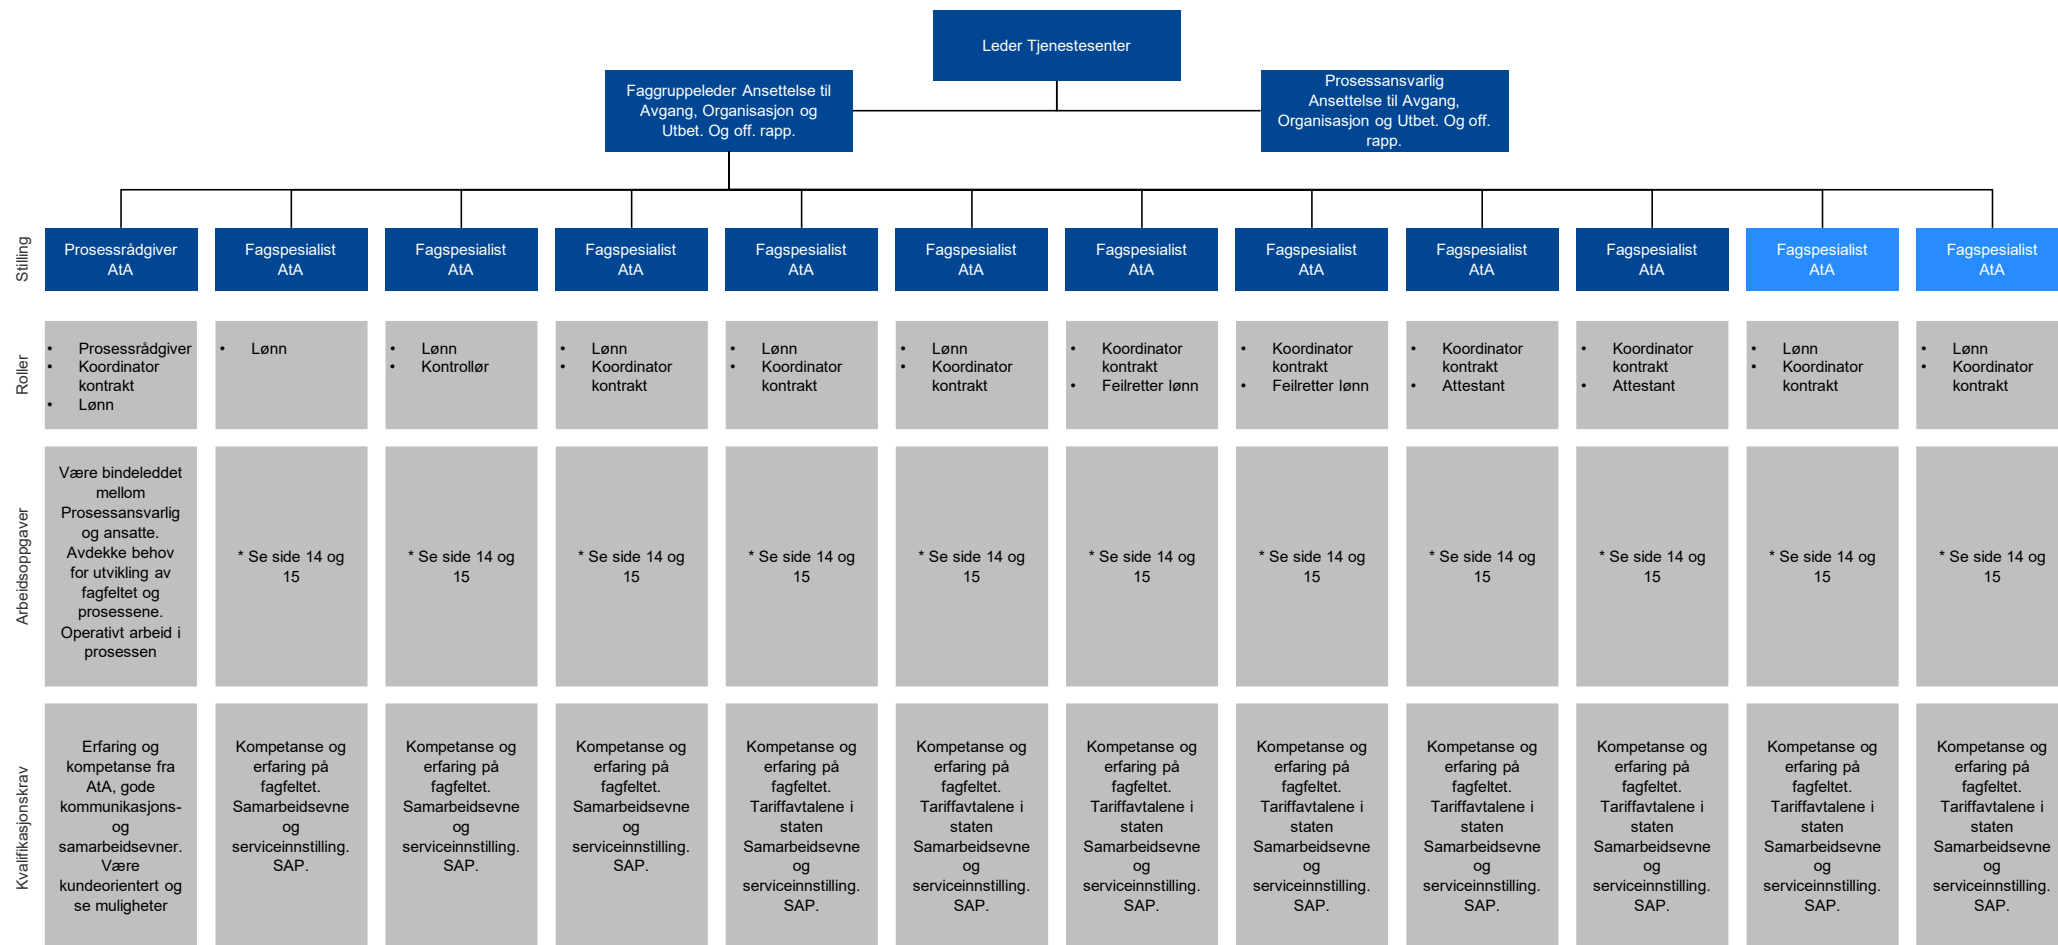 Leder Tjenestesenter
Faggruppeleder Ansettelse til
Avgang, Organisasjon og
Utbet. Og off. rapp.
Prosessansvarlig
Ansettelse til Avgang,
Organisasjon og Utbet. Og off.
rapp.
Stilling
Prosessrådgiver
AtA
Fagspesialist
AtA
Fagspesialist
AtA
Fagspesialist
AtA
Fagspesialist
AtA
Fagspesialist
AtA
Fagspesialist
AtA
Fagspesialist
AtA
Fagspesialist
AtA
Fagspesialist
AtA
Fagspesialist
AtA
Fagspesialist
AtA
Roller
• Prosessrådgiver
• Koordinator
kontrakt
• Lønn
• Lønn
• Lønn
• Kontrollør
• Lønn
• Koordinator
kontrakt
• Lønn
• Koordinator
kontrakt
• Lønn
• Koordinator
kontrakt
• Koordinator
kontrakt
• Feilretter lønn
• Koordinator
kontrakt
• Feilretter lønn
• Koordinator
kontrakt
• Attestant
• Koordinator
kontrakt
• Attestant
• Lønn
• Koordinator
kontrakt
• Lønn
• Koordinator
kontrakt
Arbeidsoppgaver
Være bindeleddet
mellom
Prosessansvarlig
og ansatte.
Avdekke behov
for utvikling av
fagfeltet og
prosessene.
Operativt arbeid i
prosessen
* Se side 14 og
15
* Se side 14 og
15
* Se side 14 og
15
* Se side 14 og
15
* Se side 14 og
15
* Se side 14 og
15
* Se side 14 og
15
* Se side 14 og
15
* Se side 14 og
15
* Se side 14 og
15
* Se side 14 og
15
Kvalifikasjonskrav
Erfaring og
kompetanse fra
AtA, gode
kommunikasjons-
og
samarbeidsevner.
Være
kundeorientert og
se muligheter
Kompetanse og
erfaring på
fagfeltet.
Samarbeidsevne
og
serviceinnstilling.
SAP.
Kompetanse og
erfaring på
fagfeltet.
Samarbeidsevne
og
serviceinnstilling.
SAP.
Kompetanse og
erfaring på
fagfeltet.
Samarbeidsevne
og
serviceinnstilling.
SAP.
Kompetanse og
erfaring på
fagfeltet.
Tariffavtalene i
staten
Samarbeidsevne
og
serviceinnstilling.
SAP.
Kompetanse og
erfaring på
fagfeltet.
Tariffavtalene i
staten
Samarbeidsevne
og
serviceinnstilling.
SAP.
Kompetanse og
erfaring på
fagfeltet.
Tariffavtalene i
staten
Samarbeidsevne
og
serviceinnstilling.
SAP.
Kompetanse og
erfaring på
fagfeltet.
Tariffavtalene i
staten
Samarbeidsevne
og
serviceinnstilling.
SAP.
Kompetanse og
erfaring på
fagfeltet.
Tariffavtalene i
staten
Samarbeidsevne
og
serviceinnstilling.
SAP.
Kompetanse og
erfaring på
fagfeltet.
Tariffavtalene i
staten
Samarbeidsevne
og
serviceinnstilling.
SAP.
Kompetanse og
erfaring på
fagfeltet.
Tariffavtalene i
staten
Samarbeidsevne
og
serviceinnstilling.
SAP.
Kompetanse og
erfaring på
fagfeltet.
Tariffavtalene i
staten
Samarbeidsevne
og
serviceinnstilling.
SAP.